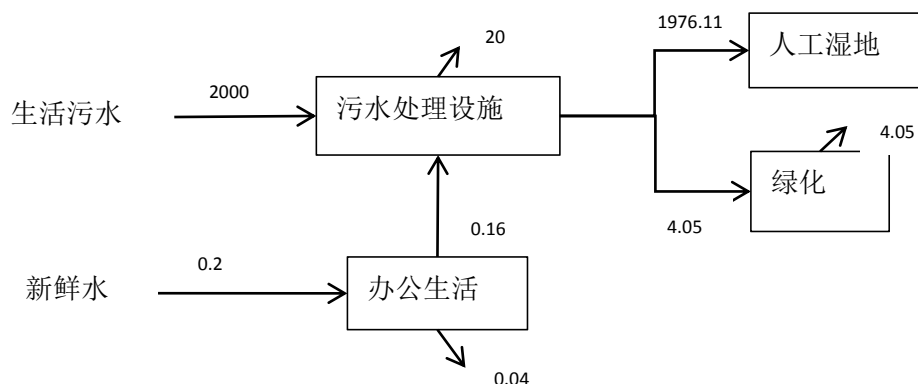 1976.11
人工湿地
20
生活污水
2000
污水处理设施
4.05
绿化
4.05
0.16
新鲜水
0.2
办公生活
0.04